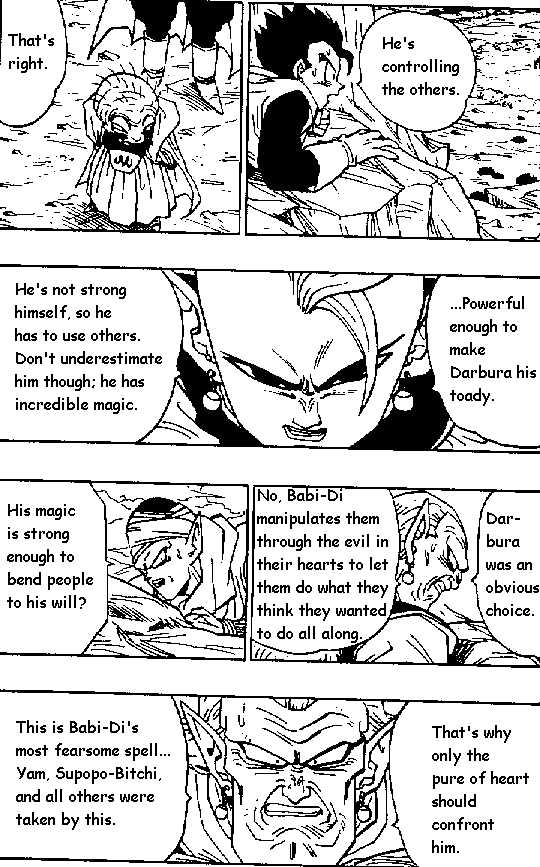 That's
right.
He's
controlling
the others.
He's not strong
himself, so he
has to use others.
Don't underestimate
him though; he has
incredible magic.
...Powerful
enough to
make
Darbura his
toady.
His magic
is strong
enough to
bend people
to his will?
No, Babi-Di
manipulates them
through the evil in
their hearts to let
them do what they
think they wanted
to do all along.
Dar-
bura
was an
obvious
choice.
This is Babi-Di's
most fearsome spell...
Yam, Supopo-Bitchi,
and all others were
taken by this.
That's why
only the
pure of heart
should
confront
him.